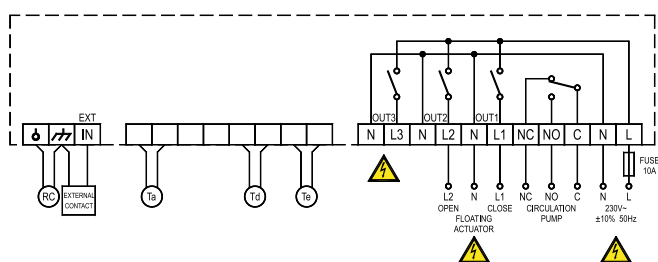 EXT
IN
OUT3
OUT2
OUT1
N L3 N L2 N L1 NC NO C N L
FUSE
10A
RC
EXTERNAL
CONTACT
Ta
Td
Te
L2 N L1 NC NO C N L
OPEN CLOSE
FLOATING
ACTUATOR
CIRCULATION
PUMP
230V~
±10% 50Hz